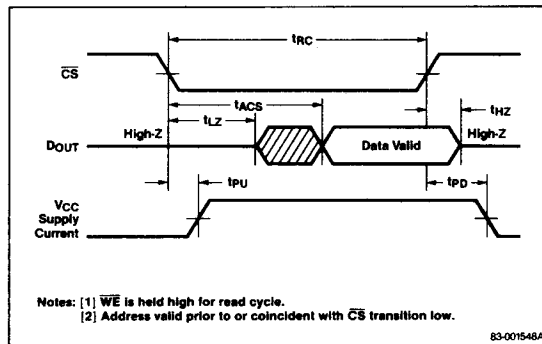 tRC
CS
tACS
tLZ
tHZ
High-Z
High-Z
DOUT
Data Valid
tPU
tPD
VCC
Supply
Current
Notes: [1] WE is held high for read cycle.
[2] Address valid prior to or coincident with CS transition low.
83-001548A